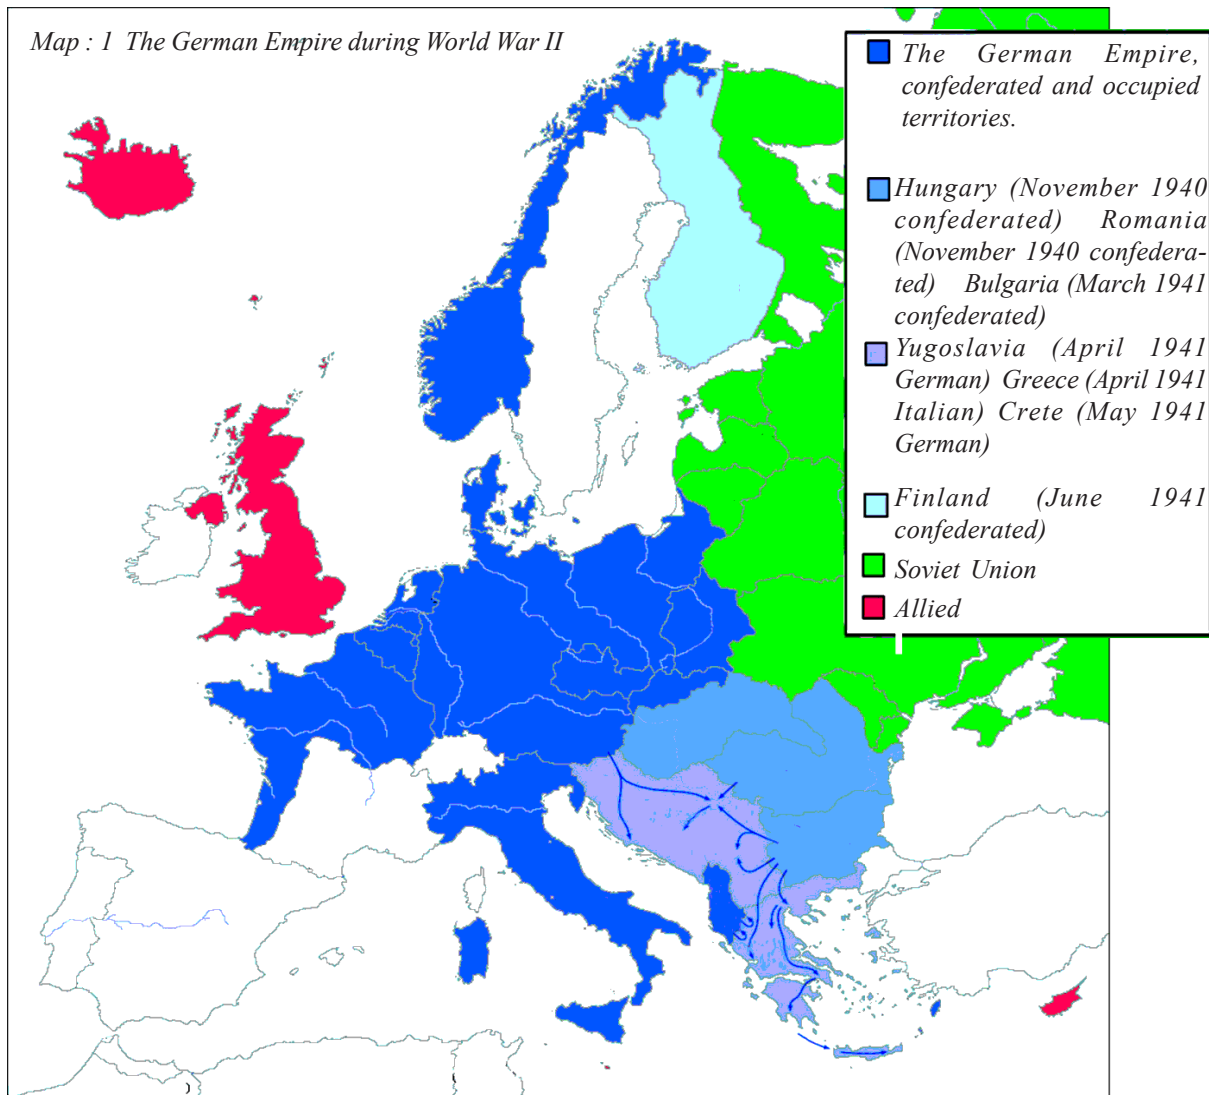 Map : 1 The German Empire during World War II
The German Empire,
confederated and occupied
territories.
Hungary (November 1940
confederated) Romania
(November 1940 confedera-
ted) Bulgaria (March 1941
confederated)
Yugoslavia (April 1941
German) Greece (April 1941
Italian) Crete (May 1941
German)
Finland (June 1941
confederated)
Soviet Union
Allied